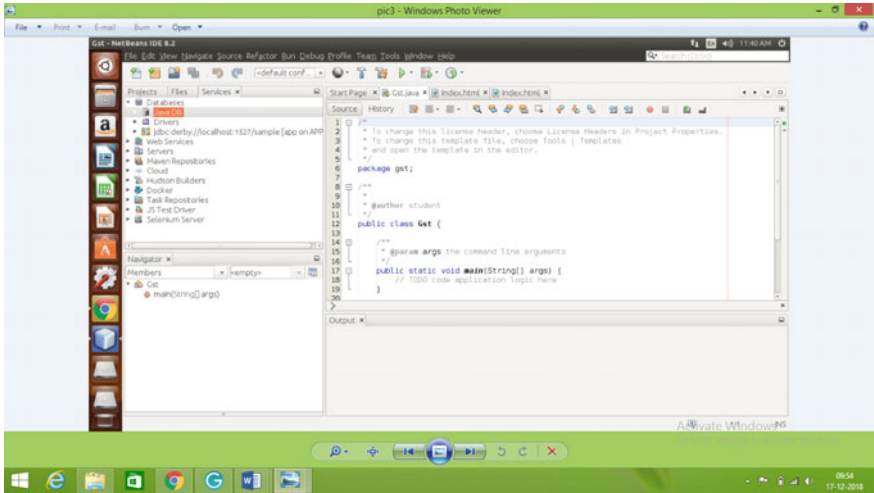 pic3 - Windows Photo Viewer
File Print E-mail Burn Open
Gst - NetBeans IDE 8.2
En 11:40 AM
File Edit View Navigate Source Refactor Run Debug Profile Team Tools Window Help
Search (Ctrl+I)
<default conf...
Projects Files Services
Start Page Gst.java index.html index.html
Databases
Java DB
Drivers
jdbc:derby://localhost:1527/sample [app on APP
Web Services
Servers
Maven Repositories
Cloud
Hudson Builders
Docker
Task Repositories
JS Test Driver
Selenium Server
Source History
1 /*
2 * To change this license header, choose License Headers in Project Properties.
3 * To change this template file, choose Tools | Templates
4 * and open the template in the editor.
5 */
6 package gst;
7
8 /**
9 *
10 * @author student
11 */
12 public class Gst {
13
14 /**
15 * @param args the command line arguments
16 */
17 public static void main(String[] args) {
18 // TODO code application logic here
19 }
20
Navigator
Members <empty>
Gst
main(String[] args)
Output
Activate Windows
INS
09:54
17-12-2018